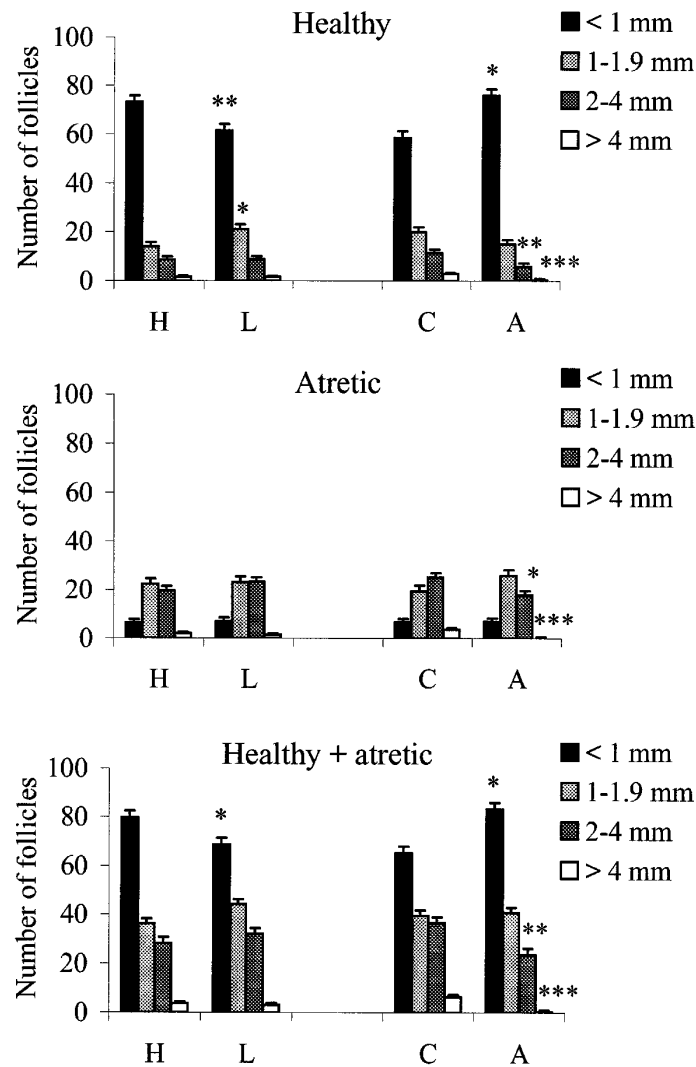 Healthy
Number of follicles
100
80
60
40
20
0
**
*
*
**
***
H
L
C
A
< 1 mm
1-1.9 mm
2-4 mm
> 4 mm
Atretic
Number of follicles
100
80
60
40
20
0
*
***
H
L
C
A
< 1 mm
1-1.9 mm
2-4 mm
> 4 mm
Healthy + atretic
Number of follicles
100
80
60
40
20
0
*
*
**
***
H
L
C
A
< 1 mm
1-1.9 mm
2-4 mm
> 4 mm